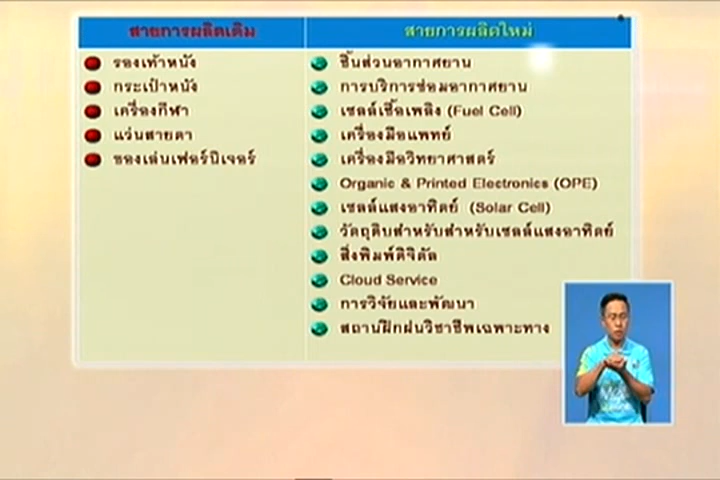 สายการผลิตเดิม
รองเท้าหนัง
กระเป๋าหนัง
เครื่องกีฬา
แว่นสายตา
ของเล่นเฟอร์นิเจอร์
สายการผลิตใหม่
ชิ้นส่วนอากาศยาน
การบริการซ่อมอากาศยาน
เซลล์เชื้อเพลิง (Fuel Cell)
เครื่องมือแพทย์
เครื่องมือวิทยาศาสตร์
Organic & Printed Electronics (OPE)
เซลล์แสงอาทิตย์ (Solar Cell)
วัตถุดิบสำหรับสำหรับเซลล์แสงอาทิตย์
สิ่งพิมพ์ดิจิตัล
Cloud Service
การวิจัยและพัฒนา
สถานฝึกฝนวิชาชีพเฉพาะทาง